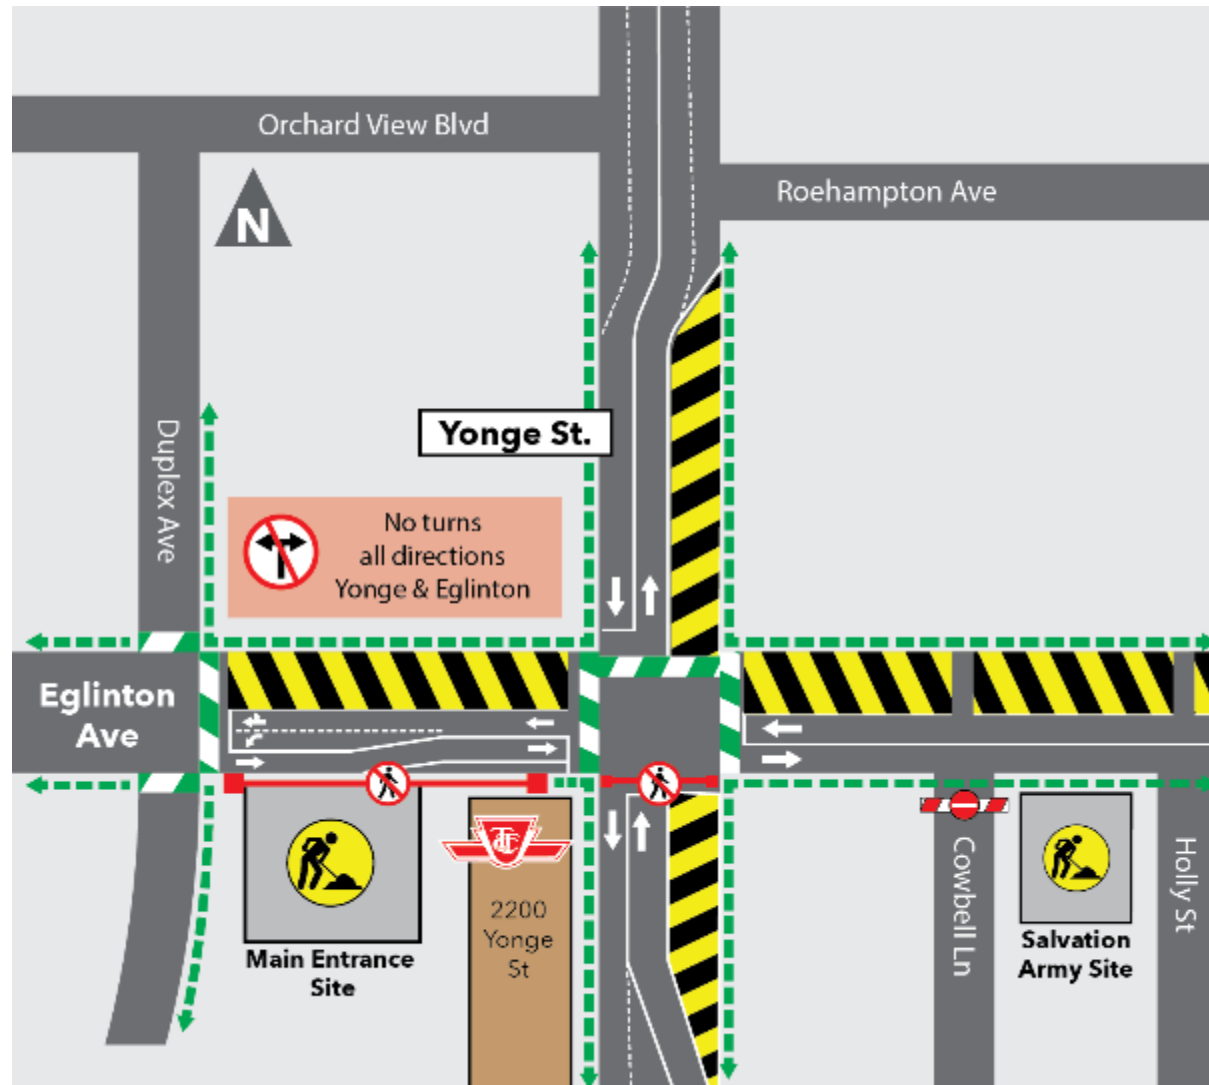 Orchard View Blvd
Roehampton Ave
N
Yonge St.
Duplex Ave
No turns
all directions
Yonge & Eglinton
Eglinton
Ave
TTC
2200
Yonge
St
Main Entrance
Site
Cowbell Ln
Salvation
Army Site
Holly St